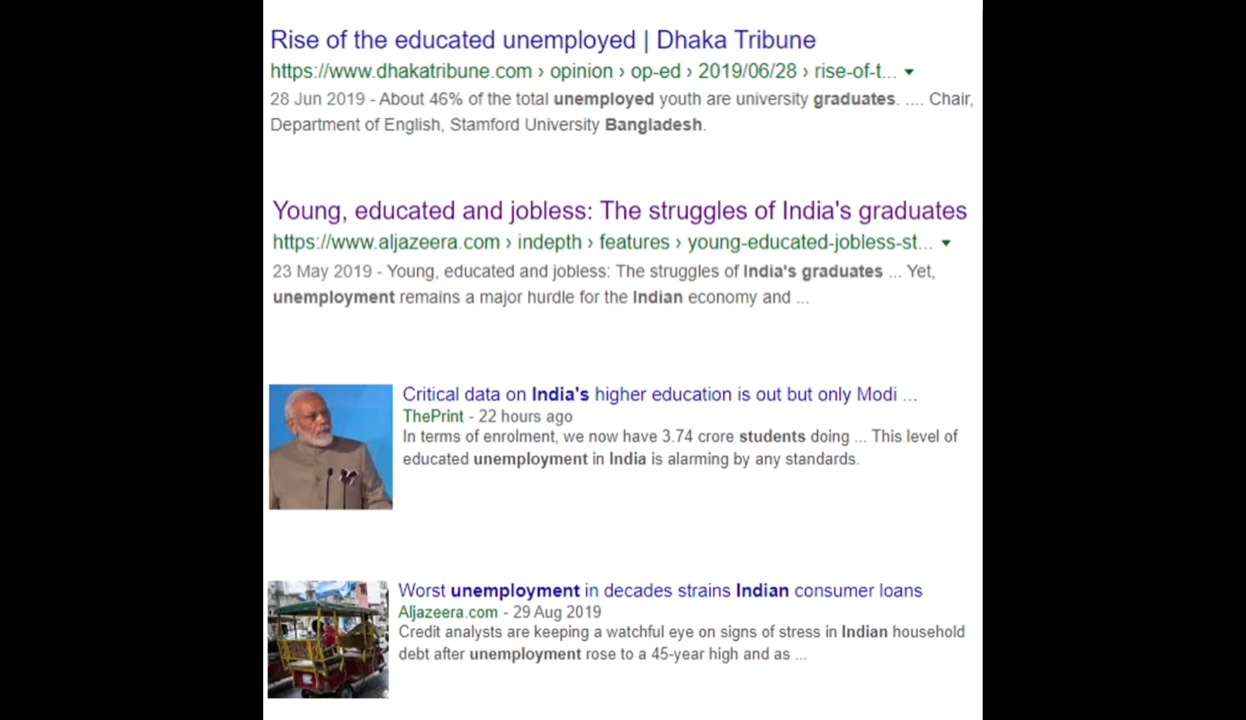 Rise of the educated unemployed | Dhaka Tribune
https://www.dhakatribune.com › opinion › op-ed › 2019/06/28 › rise-of-t... ▼
28 Jun 2019 - About 46% of the total unemployed youth are university graduates. .... Chair,
Department of English, Stamford University Bangladesh.
Young, educated and jobless: The struggles of India's graduates
https://www.aljazeera.com › indepth › features › young-educated-jobless-st... ▼
23 May 2019 - Young, educated and jobless: The struggles of India's graduates ... Yet,
unemployment remains a major hurdle for the Indian economy and ...
Critical data on India's higher education is out but only Modi ...
ThePrint - 22 hours ago
In terms of enrolment, we now have 3.74 crore students doing ... This level of
educated unemployment in India is alarming by any standards.
Worst unemployment in decades strains Indian consumer loans
Aljazeera.com - 29 Aug 2019
Credit analysts are keeping a watchful eye on signs of stress in Indian household
debt after unemployment rose to a 45-year high and as ...